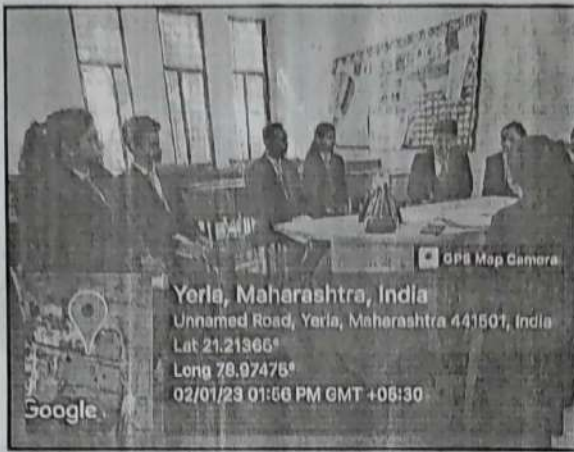 GPS Map Camera
Yerla, Maharashtra, India
Unnamed Road, Yerla, Maharashtra 441501, India
Lat 21.21365°
Long 78.97475°
02/01/23 01:56 PM GMT +05:30
Google